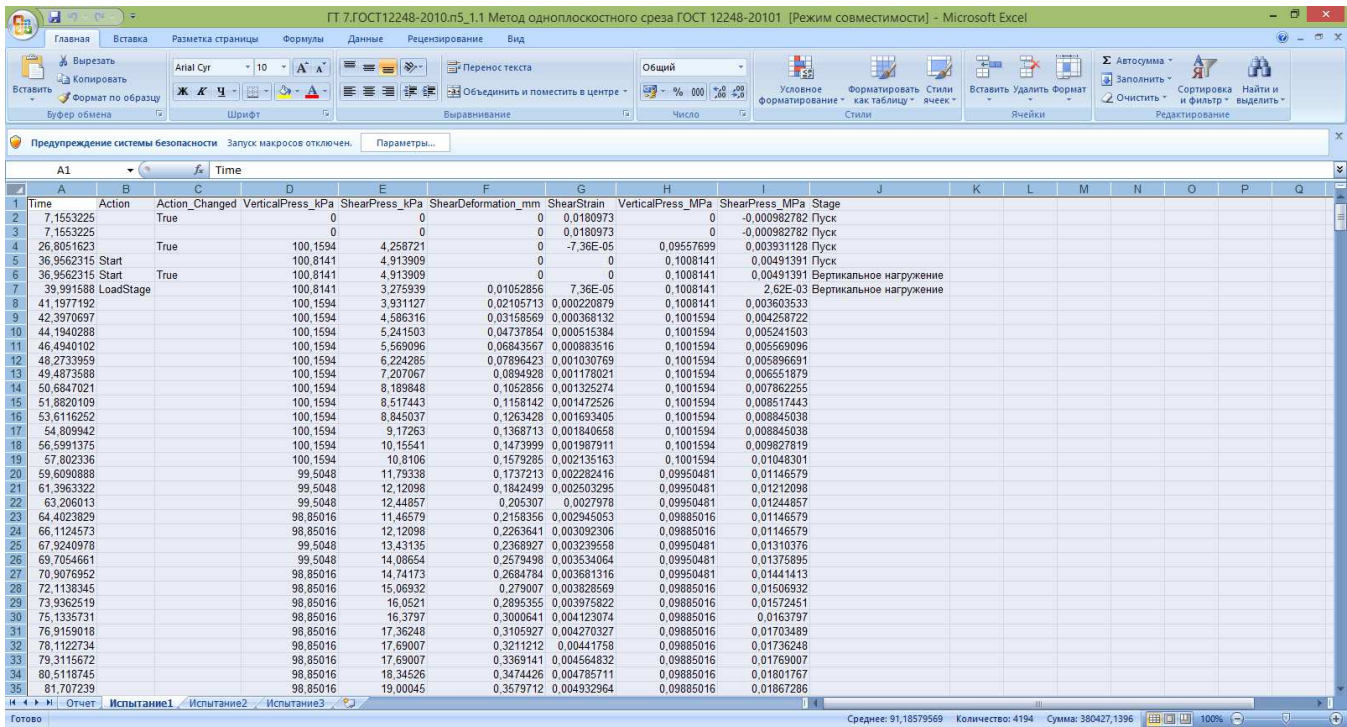 ГТ 7.ГОСТ12248-2010.п5_1.1 Метод одноплоскостного среза ГОСТ 12248-20101 [Режим совместимости] - Microsoft Excel
Главная Вставка Разметка страницы Формулы Данные Рецензирование Вид
Вырезать
Копировать
Формат по образцу
Вставить
Буфер обмена
Arial Cyr 10
Ж К Ч
Шрифт
Перенос текста
Объединить и поместить в центре
Выравнивание
Общий
% 000
Число
Условное форматирование
Форматировать как таблицу
Стили ячеек
Стили
Вставить Удалить Формат
Ячейки
Σ Автосумма
Заполнить
Очистить
Сортировка и фильтр
Найти и выделить
Редактирование
Предупреждение системы безопасности Запуск макросов отключен. Параметры...
A1 fx Time
A B C D E F G H I J K L M N O P Q
1 Time Action Action_Changed VerticalPress_kPa ShearPress_kPa ShearDeformation_mm ShearStrain VerticalPress_MPa ShearPress_MPa Stage
2 7,1553225 True 0 0 0 0,0180973 0 -0,000982782 Пуск
3 7,1553225 0 0 0 0,0180973 0 -0,000982782 Пуск
4 26,8051623 True 100,1594 4,258721 0 -7,36E-05 0,09557699 0,003931128 Пуск
5 36,9562315 Start 100,8141 4,913909 0 0 0,1008141 0,00491391 Пуск
6 36,9562315 Start True 100,8141 4,913909 0 0 0,1008141 0,00491391 Вертикальное нагружение
7 39,991588 LoadStage 100,8141 3,275939 0,01052856 7,36E-05 0,1008141 2,62E-03 Вертикальное нагружение
8 41,1977192 100,1594 3,931127 0,02105713 0,000220879 0,1008141 0,003603533
9 42,3970697 100,1594 4,586316 0,03158569 0,000368132 0,1001594 0,004258722
10 44,1940288 100,1594 5,241503 0,04737854 0,000515384 0,1001594 0,005241503
11 46,4940102 100,1594 5,569096 0,06843567 0,000883516 0,1001594 0,005569096
12 48,2733959 100,1594 6,224285 0,07896423 0,001030769 0,1001594 0,005896691
13 49,4873588 100,1594 7,207067 0,0894928 0,001178021 0,1001594 0,006551879
14 50,6847021 100,1594 8,189848 0,1052856 0,001325274 0,1001594 0,007862255
15 51,8820109 100,1594 8,517443 0,1158142 0,001472526 0,1001594 0,008517443
16 53,6116252 100,1594 8,845037 0,1263428 0,001693405 0,1001594 0,008845038
17 54,809942 100,1594 9,17263 0,1368713 0,001840658 0,1001594 0,008845038
18 56,5991375 100,1594 10,15541 0,1473999 0,001987911 0,1001594 0,009827819
19 57,802336 100,1594 10,8106 0,1579285 0,002135163 0,1001594 0,01048301
20 59,6090888 99,5048 11,79338 0,1737213 0,002282416 0,09950481 0,01146579
21 61,3963322 99,5048 12,12098 0,1842499 0,002503295 0,09950481 0,01212098
22 63,206013 99,5048 12,44857 0,205307 0,0027978 0,09950481 0,01244857
23 64,4023829 98,85016 11,46579 0,2158356 0,002945053 0,09885016 0,01146579
24 66,1124573 98,85016 12,12098 0,2263641 0,003092306 0,09885016 0,01146579
25 67,9240978 99,5048 13,43135 0,2368927 0,003239558 0,09950481 0,01310376
26 69,7054661 99,5048 14,08654 0,2579498 0,003534064 0,09950481 0,01375895
27 70,9076952 98,85016 14,74173 0,2684784 0,003681316 0,09950481 0,01441413
28 72,1138345 98,85016 15,06932 0,279007 0,003828569 0,09885016 0,01506932
29 73,9362519 98,85016 16,0521 0,2895355 0,003975822 0,09885016 0,01572451
30 75,1335731 98,85016 16,3797 0,3000641 0,004123074 0,09885016 0,0163797
31 76,9159018 98,85016 17,36248 0,3105927 0,004270327 0,09885016 0,01703489
32 78,1122734 98,85016 17,69007 0,3211212 0,00441758 0,09885016 0,01736248
33 79,3115672 98,85016 17,69007 0,3369141 0,004564832 0,09885016 0,01769007
34 80,5118745 98,85016 18,34526 0,3474426 0,004785711 0,09885016 0,01801767
35 81,707239 98,85016 19,00045 0,3579712 0,004932964 0,09885016 0,01867286
Отчет Испытание1 Испытание2 Испытание3
Готово Среднее: 91,18579569 Количество: 4194 Сумма: 380427,1396 100%